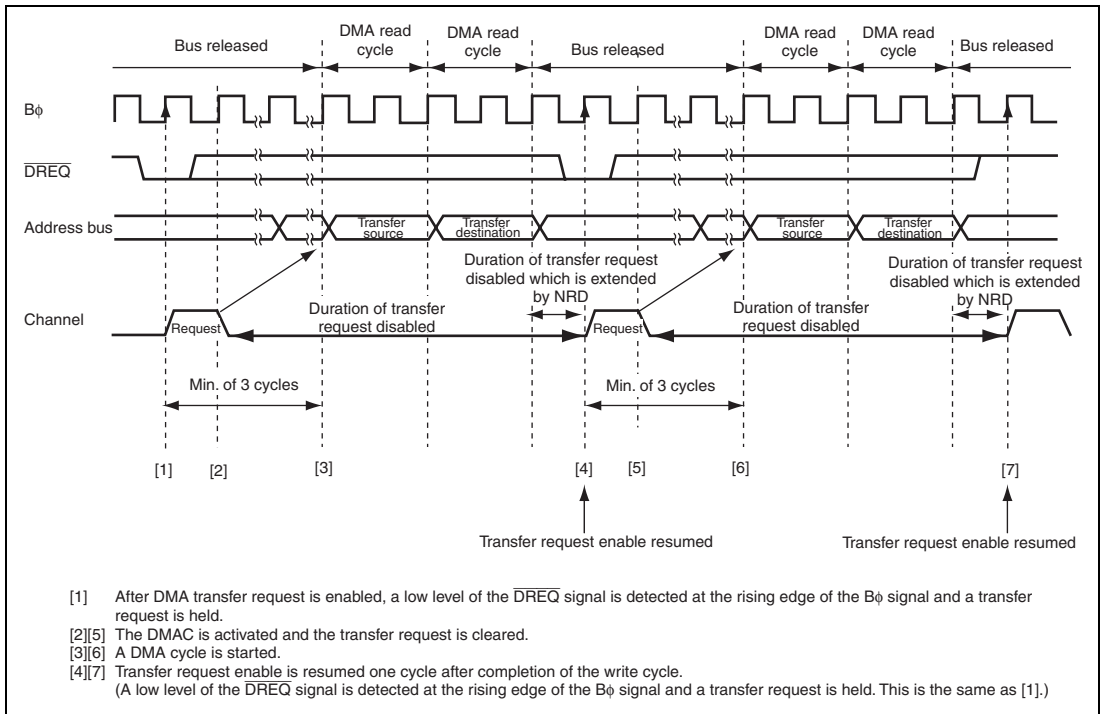 Bus released
DMA read
cycle
DMA read
cycle
Bus released
DMA read
cycle
DMA read
cycle
Bus released
Bφ
DREQ
Address bus
Transfer
source
Transfer
destination
Transfer
source
Transfer
destination
Duration of transfer request
disabled which is extended
by NRD
Duration of transfer request
disabled which is extended
by NRD
Channel
Request
Duration of transfer
request disabled
Request
Duration of transfer
request disabled
Min. of 3 cycles
Min. of 3 cycles
[1]
[2]
[3]
[4]
[5]
[6]
[7]
Transfer request enable resumed
Transfer request enable resumed
[1] After DMA transfer request is enabled, a low level of the DREQ signal is detected at the rising edge of the Bφ signal and a transfer
request is held.
[2][5] The DMAC is activated and the transfer request is cleared.
[3][6] A DMA cycle is started.
[4][7] Transfer request enable is resumed one cycle after completion of the write cycle.
(A low level of the DREQ signal is detected at the rising edge of the Bφ signal and a transfer request is held. This is the same as [1].)